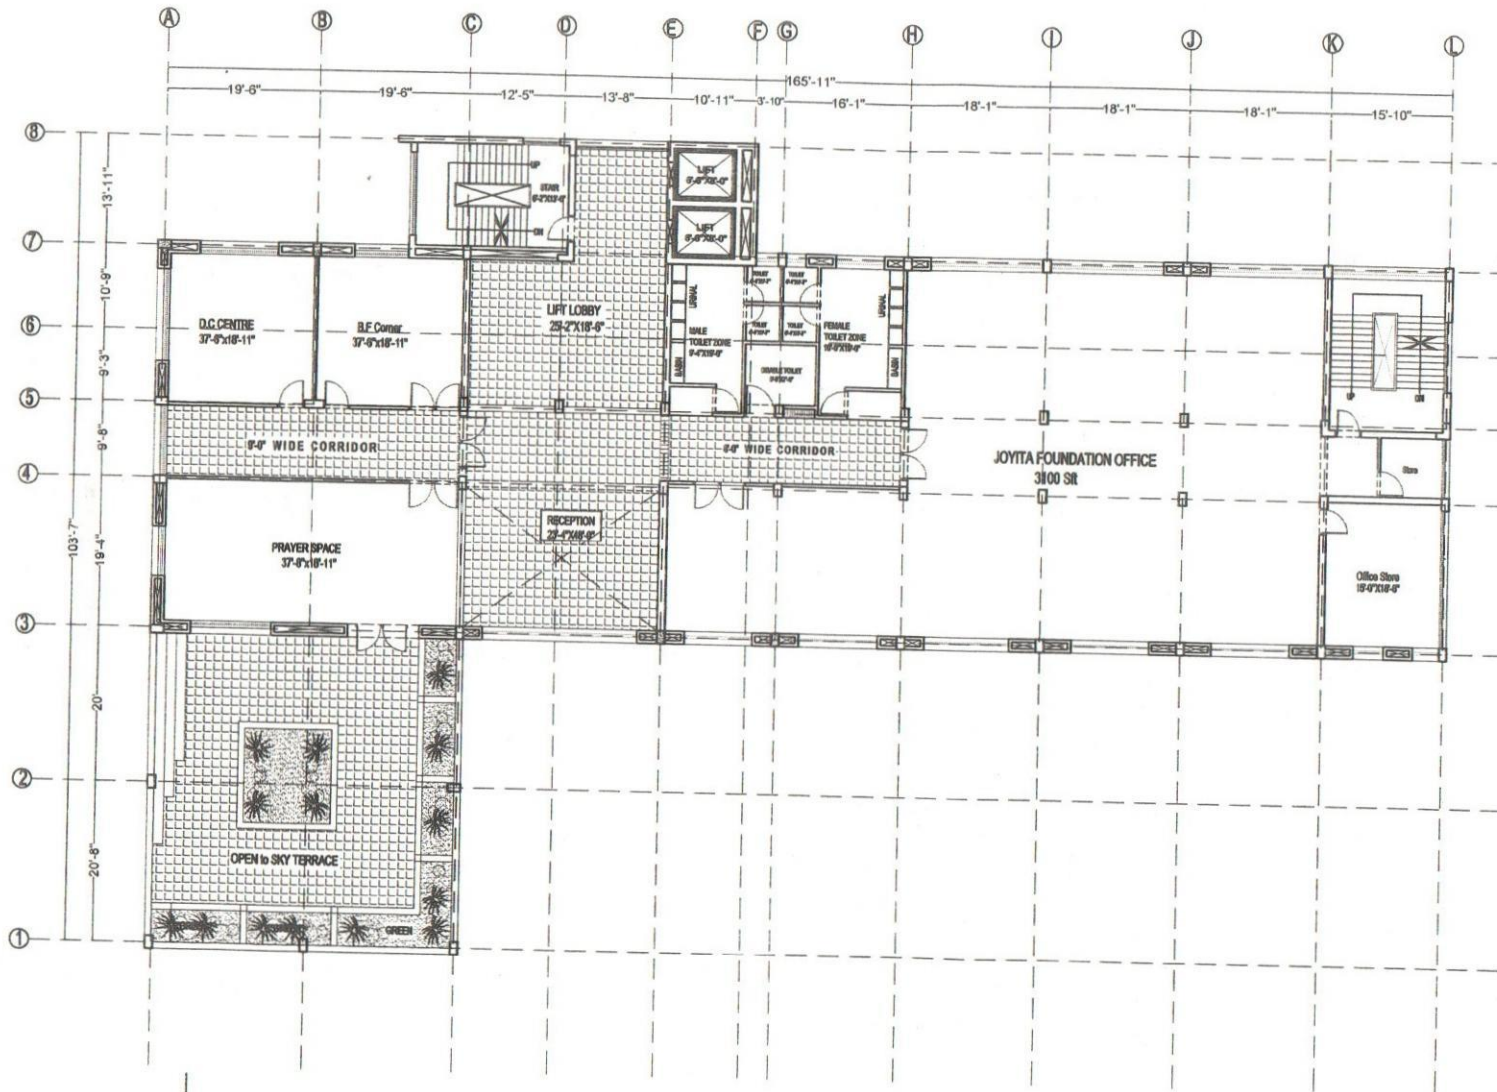 A B C D E F G H I J K L
165'-11"
19'-6" 19'-6" 12'-5" 13'-8" 10'-11" 3'-10" 16'-1" 18'-1" 18'-1" 18'-1" 15'-10"
8
13'-11"
7
10'-9"
6
9'-3"
5
9'-8"
4
103'-7"
19'-4"
3
20'-
2
20'-8"
1
UP
STAIR
DN
LIFT
LIFT
D.C CENTRE
37'-6"x18'-11"
B.F Corner
37'-6"x18'-11"
LIFT LOBBY
25'-2"X18'-6"
URINAL
MALE
TOILET ZONE
BASIN
TOILET
TOILET
TOILET
TOILET
FEMALE
TOILET ZONE
URINAL
BASIN
UP
DN
9'-0" WIDE CORRIDOR
WIDE CORRIDOR
JOYITA FOUNDATION OFFICE
3100 Sft
Store
RECEPTION
PRAYER SPACE
37'-6"x18'-11"
Office Store
OPEN to SKY TERRACE
GREEN